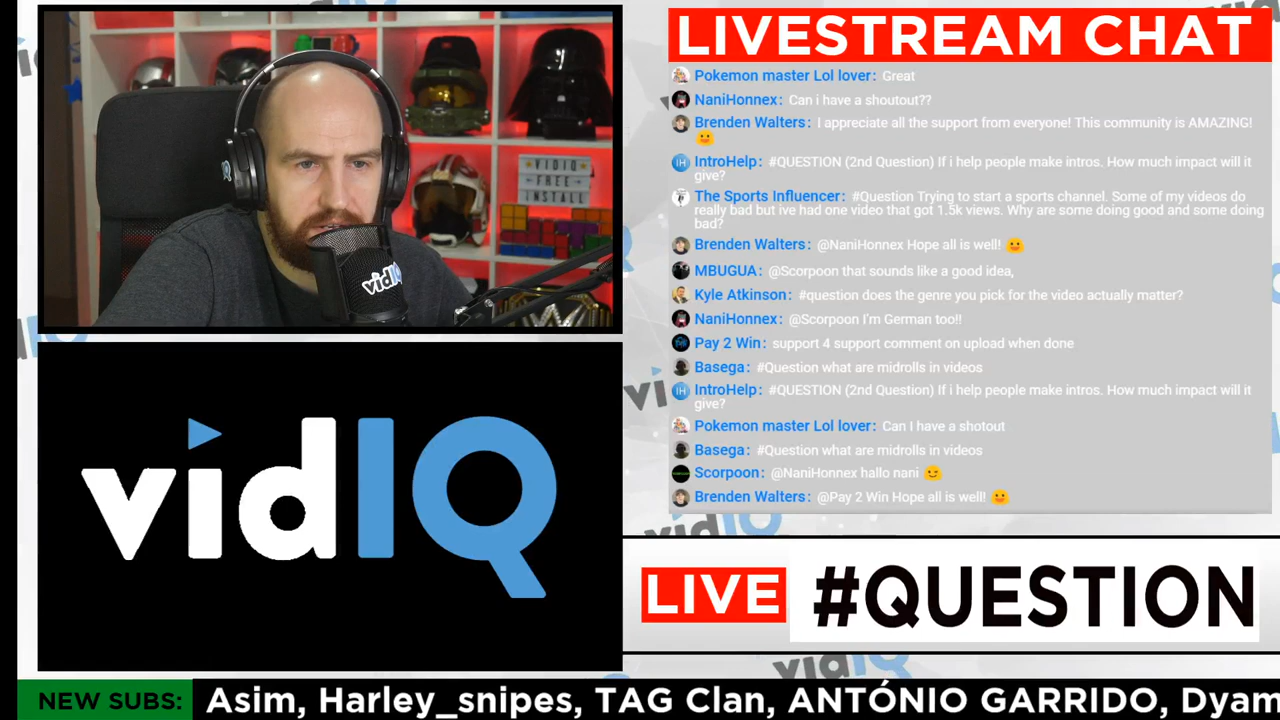 LIVESTREAM CHAT
Pokemon master Lol lover: Great
NaniHonnex: Can i have a shoutout??
Brenden Walters: I appreciate all the support from everyone! This community is AMAZING!
IntroHelp: #QUESTION (2nd Question) If i help people make intros. How much impact will it
give?
The Sports Influencer: #Question Trying to start a sports channel. Some of my videos do
really bad but ive had one video that got 1.5k views. Why are some doing good and some doing
bad?
Brenden Walters: @NaniHonnex Hope all is well!
MBUGUA: @Scorpoon that sounds like a good idea,
Kyle Atkinson: #question does the genre you pick for the video actually matter?
NaniHonnex: @Scorpoon I'm German too!!
Pay 2 Win: support 4 support comment on upload when done
Basega: #Question what are midrolls in videos
IntroHelp: #QUESTION (2nd Question) If i help people make intros. How much impact will it
give?
Pokemon master Lol lover: Can I have a shotout
Basega: #Question what are midrolls in videos
Scorpoon: @NaniHonnex hallo nani
Brenden Walters: @Pay 2 Win Hope all is well!
VIDIQ
FREE
INSTALL
vidIQ
vidIQ
LIVE #QUESTION
NEW SUBS: Asim, Harley_snipes, TAG Clan, ANTÓNIO GARRIDO, Dyam